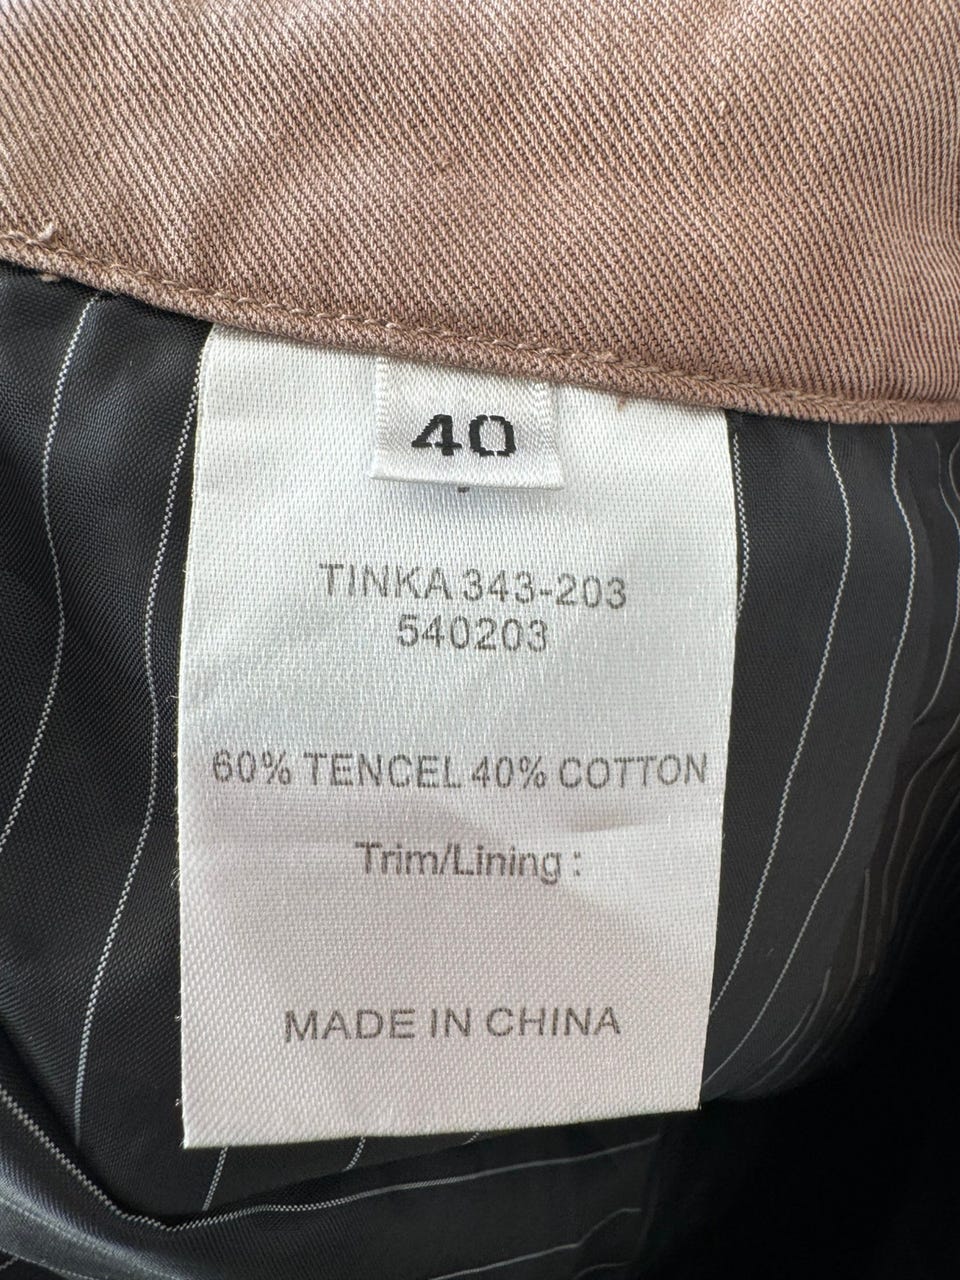 40
TINKA 343-203
540203
60% TENCEL 40% COTTON
Trim/Lining :
MADE IN CHINA